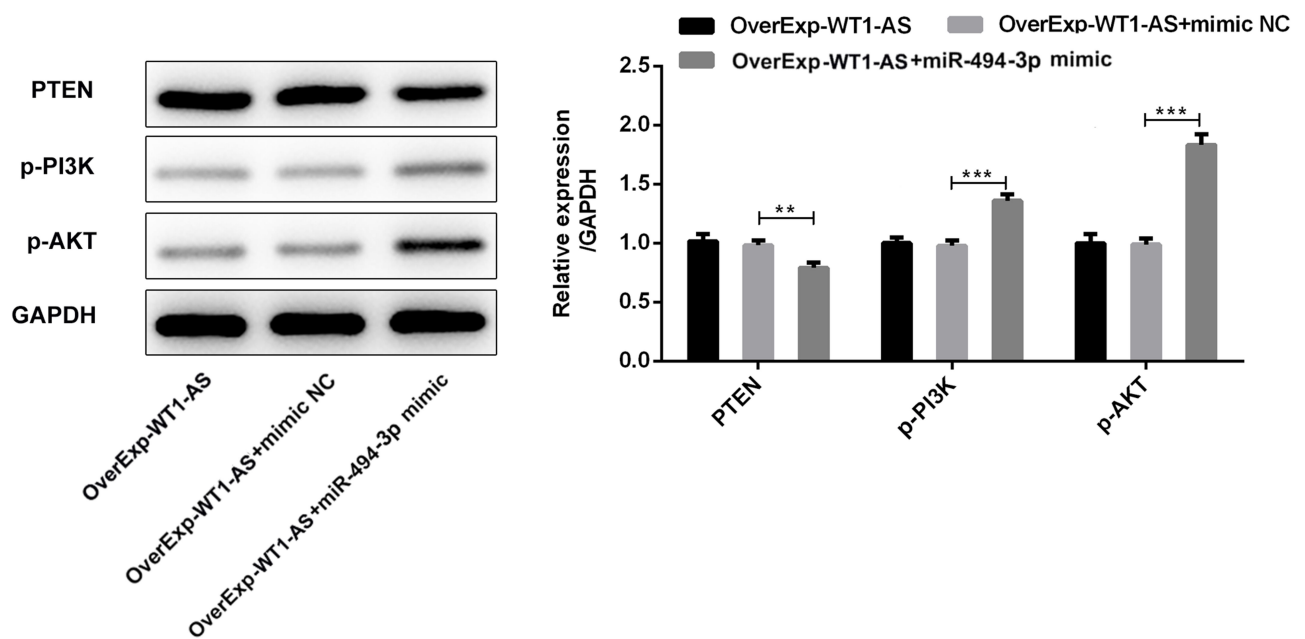 PTEN
p-PI3K
p-AKT
GAPDH
OverExp-WT1-AS
OverExp-WT1-AS+mimic NC
OverExp-WT1-AS+miR-494-3p mimic
OverExp-WT1-AS
OverExp-WT1-AS+mimic NC
OverExp-WT1-AS+miR-494-3p mimic
Relative expression
/GAPDH
2.5
2.0
1.5
1.0
0.5
0.0
**
***
***
PTEN
p-PI3K
p-AKT